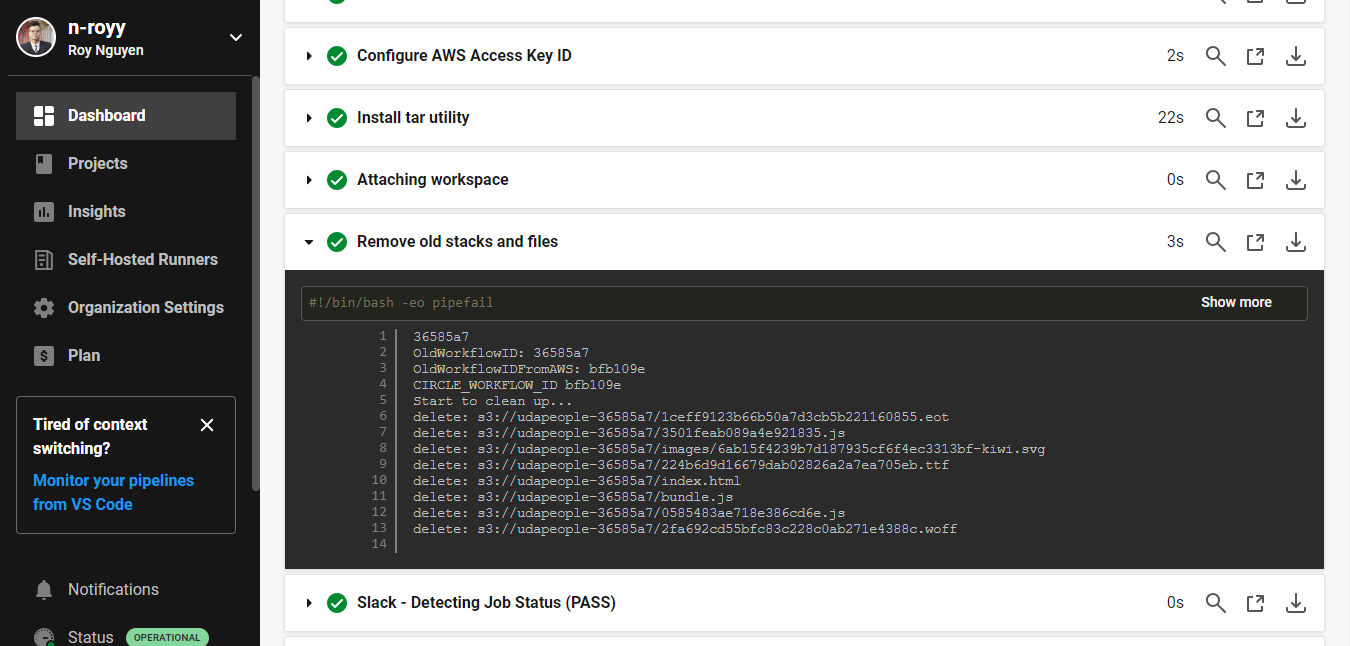 n-royy
Roy Nguyen
Dashboard
Projects
Insights
Self-Hosted Runners
Organization Settings
Plan
Tired of context
switching?
Monitor your pipelines
from VS Code
Notifications
Status OPERATIONAL
Configure AWS Access Key ID 2s
Install tar utility 22s
Attaching workspace 0s
Remove old stacks and files 3s
#!/bin/bash -eo pipefail Show more
1 36585a7
2 OldWorkflowID: 36585a7
3 OldWorkflowIDFromAWS: bfb109e
4 CIRCLE_WORKFLOW_ID bfb109e
5 Start to clean up...
6 delete: s3://udapeople-36585a7/1ceff9123b66b50a7d3cb5b221160855.eot
7 delete: s3://udapeople-36585a7/3501feab089a4e921835.js
8 delete: s3://udapeople-36585a7/images/6ab15f4239b7d187935cf6f4ec3313bf-kiwi.svg
9 delete: s3://udapeople-36585a7/224b6d9d16679dab02826a2a7ea705eb.ttf
10 delete: s3://udapeople-36585a7/index.html
11 delete: s3://udapeople-36585a7/bundle.js
12 delete: s3://udapeople-36585a7/0585483ae718e386cd6e.js
13 delete: s3://udapeople-36585a7/2fa692cd55bfc83c228c0ab271e4388c.woff
14
Slack - Detecting Job Status (PASS) 0s